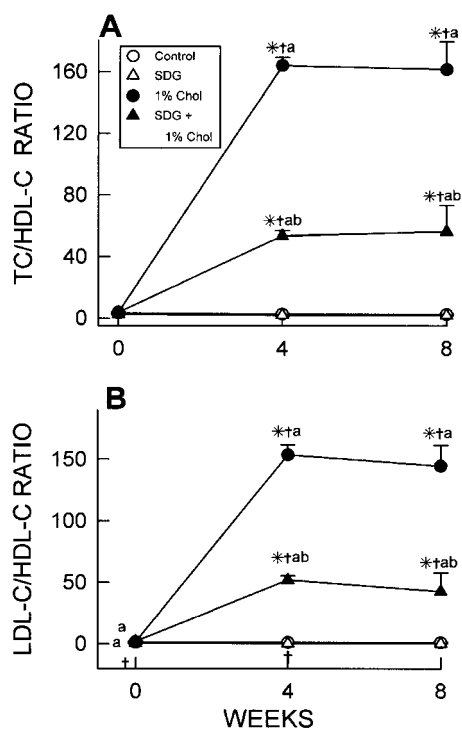 A
Control
SDG
1% Chol
SDG +
1% Chol
TC/HDL-C RATIO
160
120
80
40
0
*†a
*†a
*†ab
*†ab
0 4 8
B
LDL-C/HDL-C RATIO
150
100
50
0
*†a
*†a
*†ab
*†ab
a
a
†
†
0 4 8
WEEKS